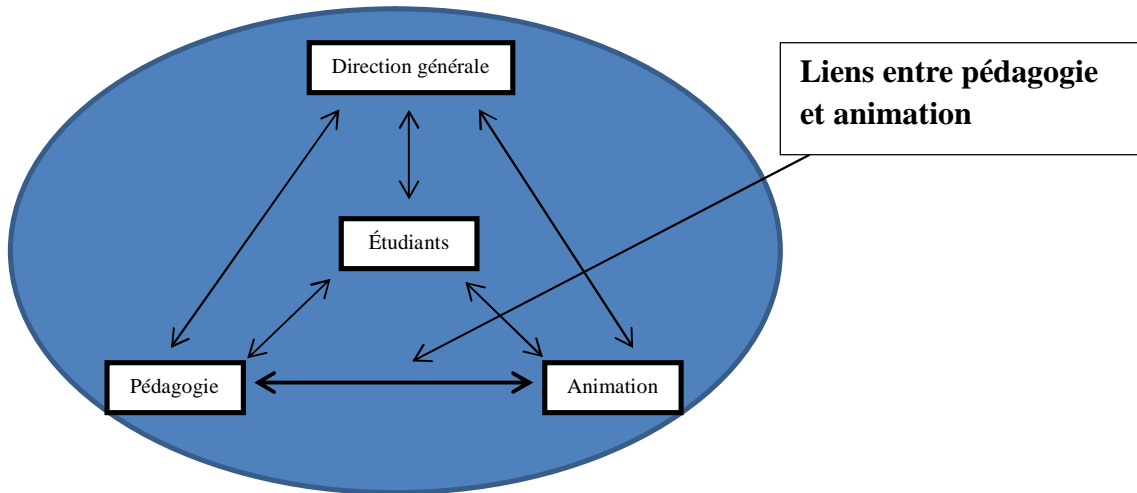 Direction générale
Liens entre pédagogie
et animation
Étudiants
Pédagogie
Animation